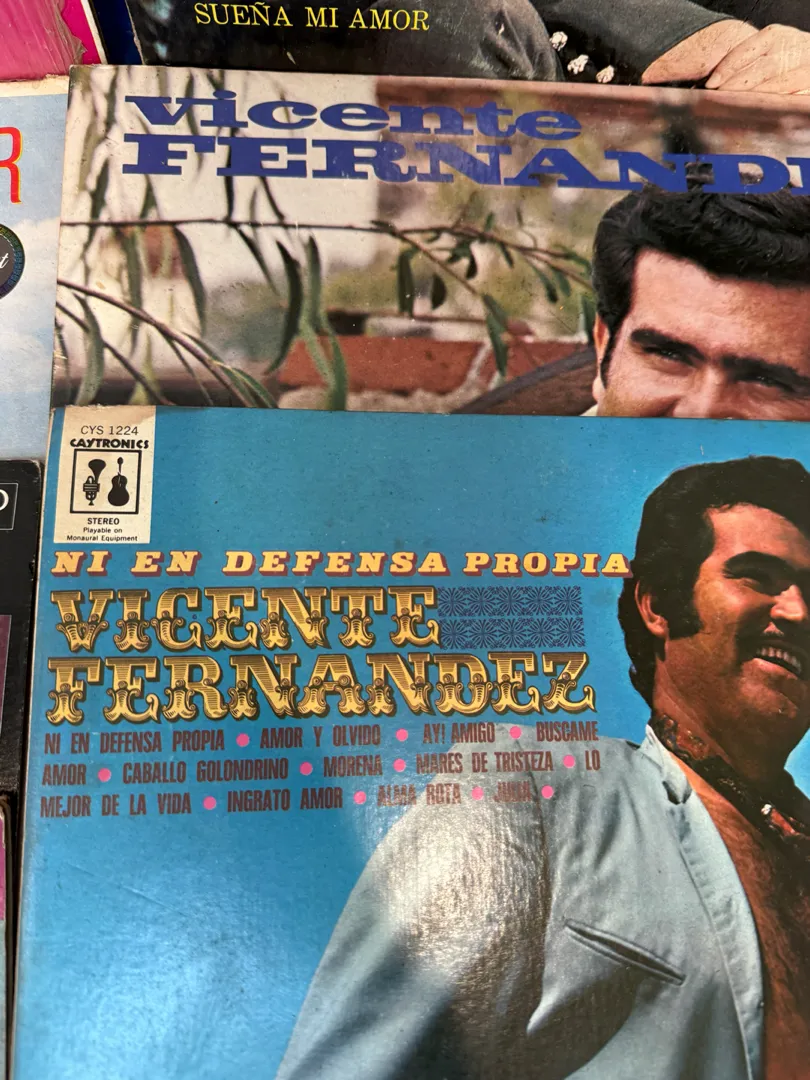 SUEÑA MI AMOR
vicente
FERNAND
R
CYS 1224
CAYTRONICS
STEREO
Playable on
Monaural Equipment
NI EN DEFENSA PROPIA
VICENTE
FERNANDEZ
NI EN DEFENSA PROPIA • AMOR Y OLVIDO • AY! AMIGO • BUSCAME
AMOR • CABALLO GOLONDRINO • MORENA • MARES DE TRISTEZA • LO
MEJOR DE LA VIDA • INGRATO AMOR • ALMA ROTA •